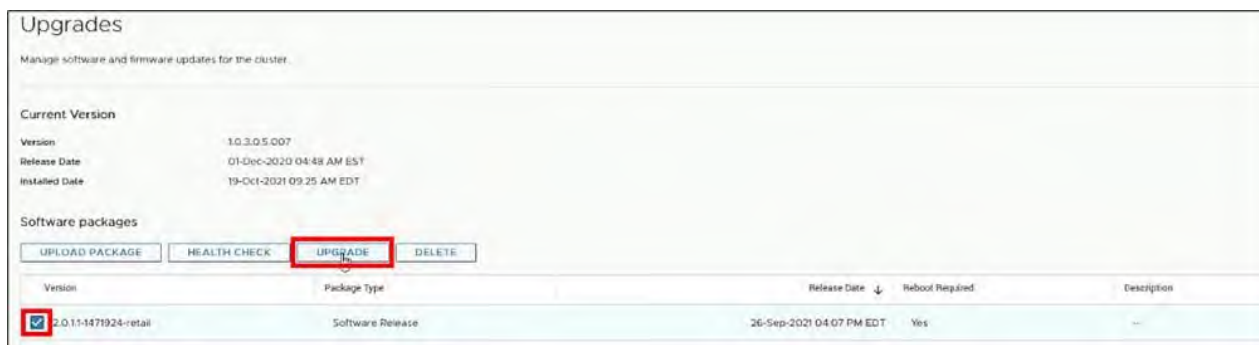 Upgrades
Manage software and firmware updates for the cluster.
Current Version
Version 1.0.3.0.5.007
Release Date 01-Dec-2020 04:48 AM EST
Installed Date 19-Oct-2021 09:25 AM EDT
Software packages
UPLOAD PACKAGE HEALTH CHECK UPGRADE DELETE
Version Package Type Release Date ↓ Reboot Required Description
2.0.1.1-1471924-retail Software Release 26-Sep-2021 04:07 PM EDT Yes --